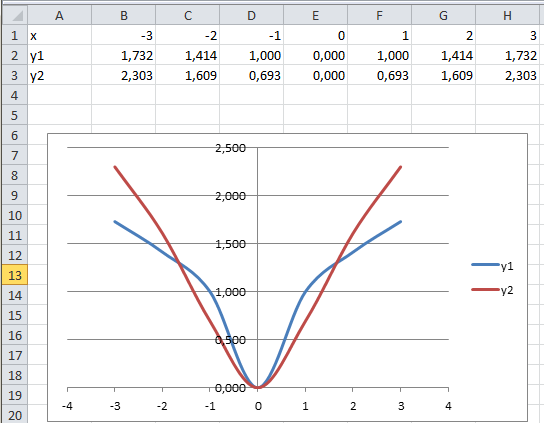 A B C D E F G H
1 x -3 -2 -1 0 1 2 3
2 y1 1,732 1,414 1,000 0,000 1,000 1,414 1,732
3 y2 2,303 1,609 0,693 0,000 0,693 1,609 2,303
4
5
6
7 2,500
8
9 2,000
10
11 1,500
12
13 y1
14 1,000 y2
15
16 0,500
17
18
19 0,000
20 -4 -3 -2 -1 0 1 2 3 4